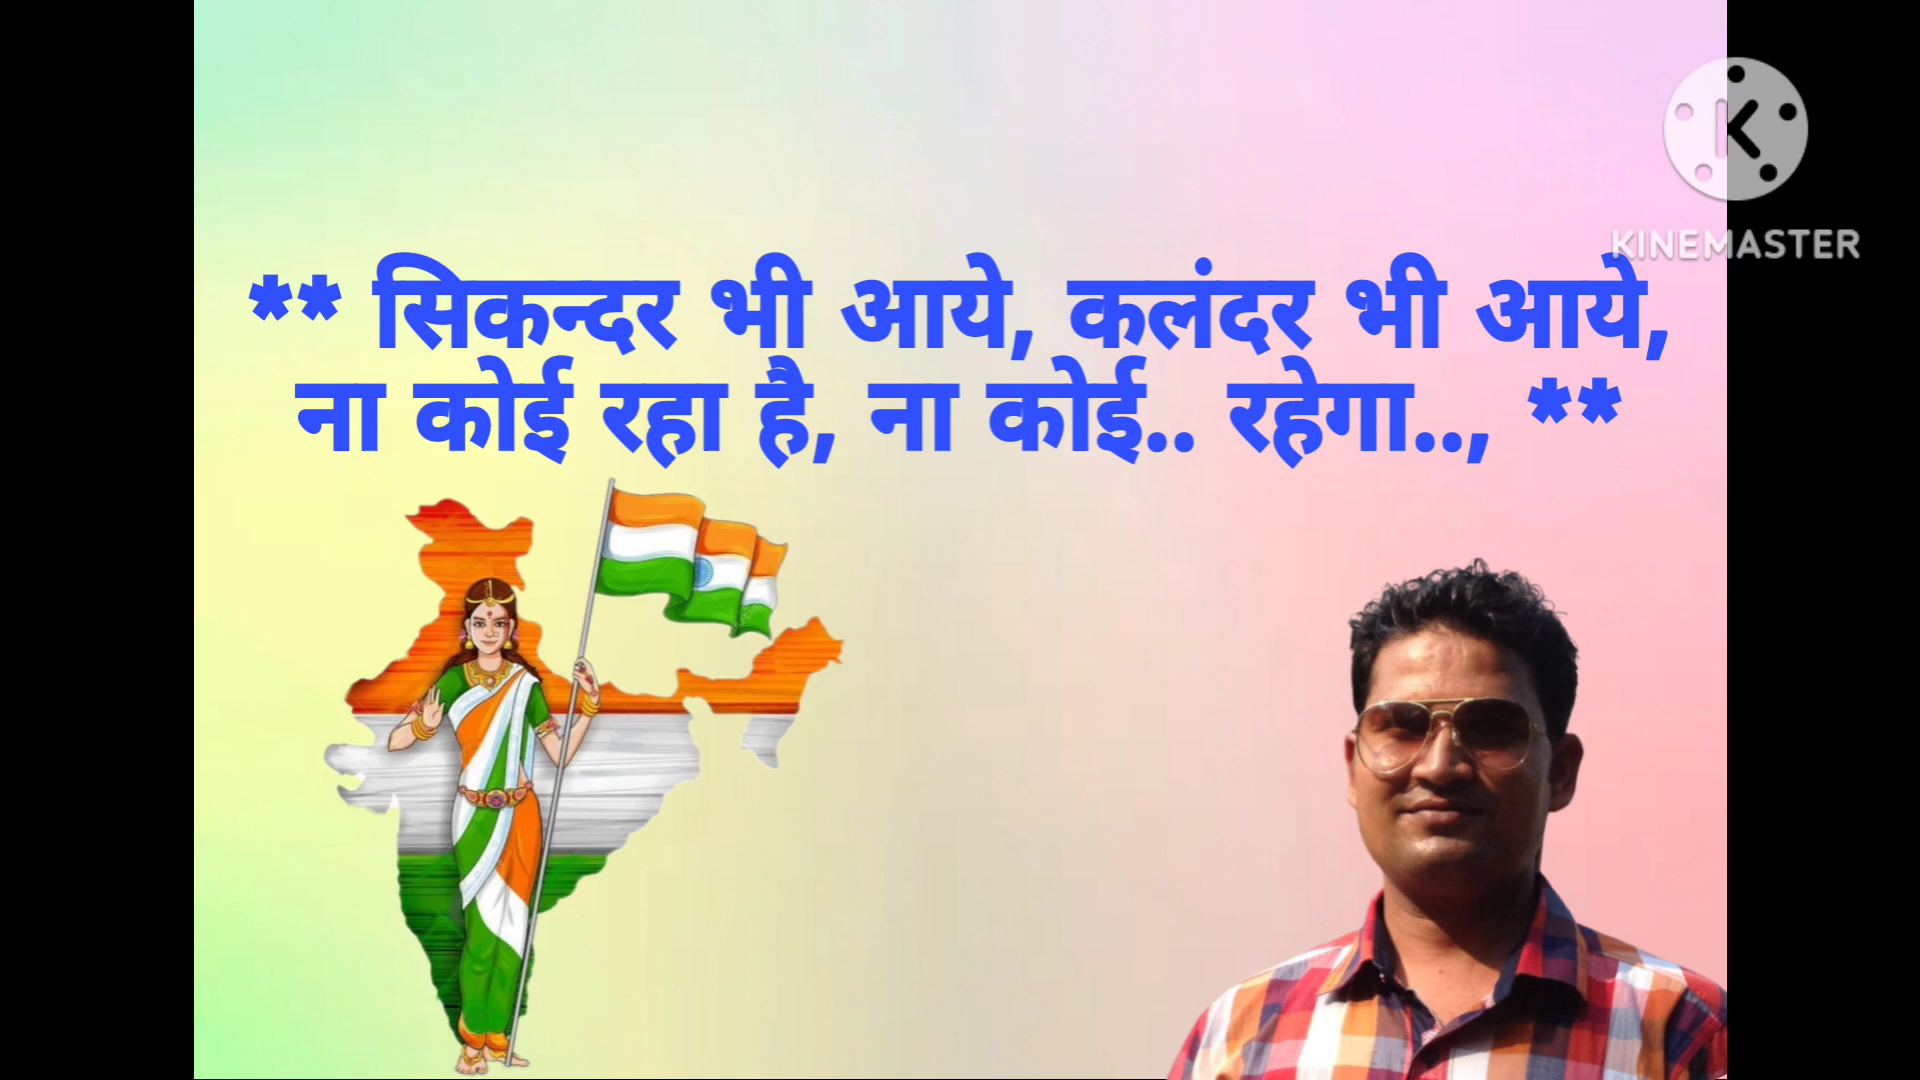 KINEMASTER
** सिकन्दर भी आये, कलंदर भी आये,
ना कोई रहा है, ना कोई.. रहेगा.., **